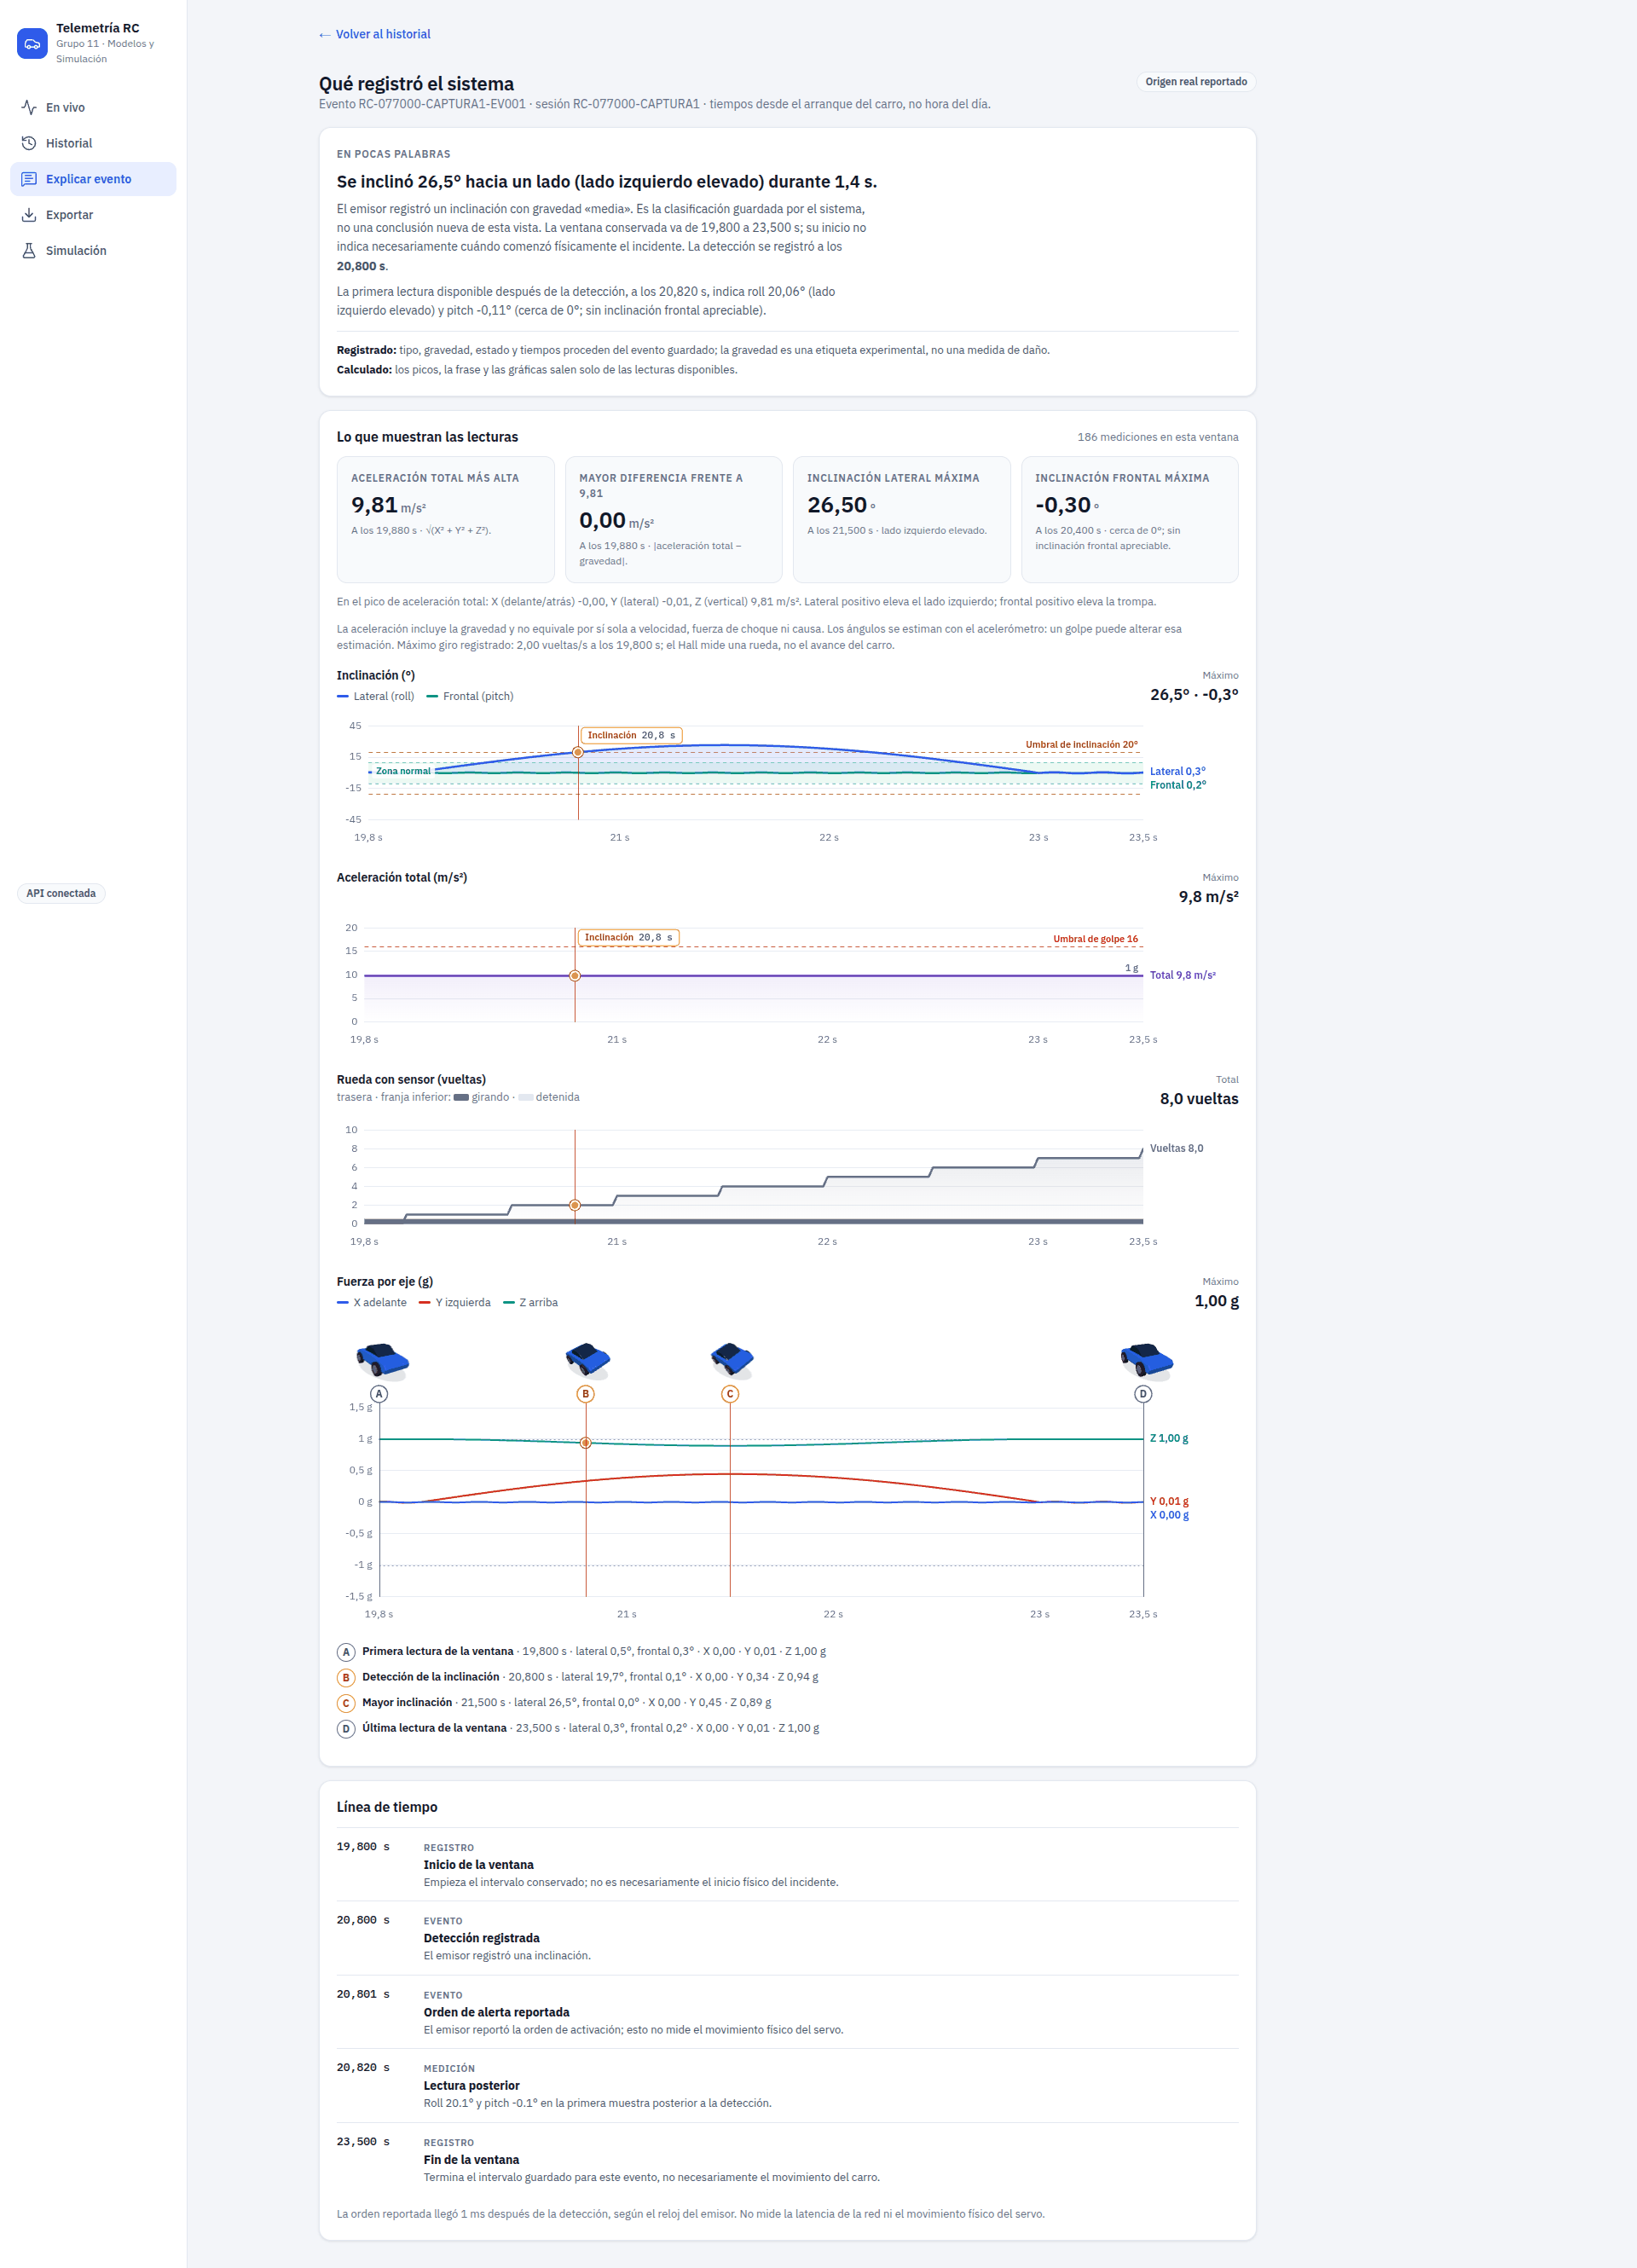 Telemetría RC
Grupo 11 · Modelos y
Simulación
En vivo
Historial
Explicar evento
Exportar
Simulación
API conectada
← Volver al historial
Qué registró el sistema
Origen real reportado
Evento RC-077000-CAPTURA1-EV001 · sesión RC-077000-CAPTURA1 · tiempos desde el arranque del carro, no hora del día.
EN POCAS PALABRAS
Se inclinó 26,5° hacia un lado (lado izquierdo elevado) durante 1,4 s.
El emisor registró un inclinación con gravedad «media». Es la clasificación guardada por el sistema,
no una conclusión nueva de esta vista. La ventana conservada va de 19,800 a 23,500 s; su inicio no
indica necesariamente cuándo comenzó físicamente el incidente. La detección se registró a los
20,800 s.
La primera lectura disponible después de la detección, a los 20,820 s, indica roll 20,06° (lado
izquierdo elevado) y pitch -0,11° (cerca de 0°; sin inclinación frontal apreciable).
Registrado: tipo, gravedad, estado y tiempos proceden del evento guardado; la gravedad es una etiqueta experimental, no una medida de daño.
Calculado: los picos, la frase y las gráficas salen solo de las lecturas disponibles.
Lo que muestran las lecturas
186 mediciones en esta ventana
ACELERACIÓN TOTAL MÁS ALTA
9,81 m/s²
A los 19,880 s · √(X² + Y² + Z²).
MAYOR DIFERENCIA FRENTE A
9,81
0,00 m/s²
A los 19,880 s · |aceleración total −
gravedad|.
INCLINACIÓN LATERAL MÁXIMA
26,50 °
A los 21,500 s · lado izquierdo elevado.
INCLINACIÓN FRONTAL MÁXIMA
-0,30 °
A los 20,400 s · cerca de 0°; sin
inclinación frontal apreciable.
En el pico de aceleración total: X (delante/atrás) -0,00, Y (lateral) -0,01, Z (vertical) 9,81 m/s². Lateral positivo eleva el lado izquierdo; frontal positivo eleva la trompa.
La aceleración incluye la gravedad y no equivale por sí sola a velocidad, fuerza de choque ni causa. Los ángulos se estiman con el acelerómetro: un golpe puede alterar esa
estimación. Máximo giro registrado: 2,00 vueltas/s a los 19,800 s; el Hall mide una rueda, no el avance del carro.
Inclinación (°)
Máximo
Lateral (roll) Frontal (pitch)
26,5° · -0,3°
45
Inclinación 20,8 s
Umbral de inclinación 20°
15
Zona normal
Lateral 0,3°
Frontal 0,2°
-15
-45
19,8 s 21 s 22 s 23 s 23,5 s
Aceleración total (m/s²)
Máximo
9,8 m/s²
20
Inclinación 20,8 s
Umbral de golpe 16
15
1 g
10
Total 9,8 m/s²
5
0
19,8 s 21 s 22 s 23 s 23,5 s
Rueda con sensor (vueltas)
Total
trasera · franja inferior: girando · detenida
8,0 vueltas
10
8
Vueltas 8,0
6
4
2
0
19,8 s 21 s 22 s 23 s 23,5 s
Fuerza por eje (g)
Máximo
X adelante Y izquierda Z arriba
1,00 g
A B C D
1,5 g
1 g
Z 1,00 g
0,5 g
0 g
Y 0,01 g
X 0,00 g
-0,5 g
-1 g
-1,5 g
19,8 s 21 s 22 s 23 s 23,5 s
A Primera lectura de la ventana · 19,800 s · lateral 0,5°, frontal 0,3° · X 0,00 · Y 0,01 · Z 1,00 g
B Detección de la inclinación · 20,800 s · lateral 19,7°, frontal 0,1° · X 0,00 · Y 0,34 · Z 0,94 g
C Mayor inclinación · 21,500 s · lateral 26,5°, frontal 0,0° · X 0,00 · Y 0,45 · Z 0,89 g
D Última lectura de la ventana · 23,500 s · lateral 0,3°, frontal 0,2° · X 0,00 · Y 0,01 · Z 1,00 g
Línea de tiempo
19,800 s
REGISTRO
Inicio de la ventana
Empieza el intervalo conservado; no es necesariamente el inicio físico del incidente.
20,800 s
EVENTO
Detección registrada
El emisor registró una inclinación.
20,801 s
EVENTO
Orden de alerta reportada
El emisor reportó la orden de activación; esto no mide el movimiento físico del servo.
20,820 s
MEDICIÓN
Lectura posterior
Roll 20.1° y pitch -0.1° en la primera muestra posterior a la detección.
23,500 s
REGISTRO
Fin de la ventana
Termina el intervalo guardado para este evento, no necesariamente el movimiento del carro.
La orden reportada llegó 1 ms después de la detección, según el reloj del emisor. No mide la latencia de la red ni el movimiento físico del servo.